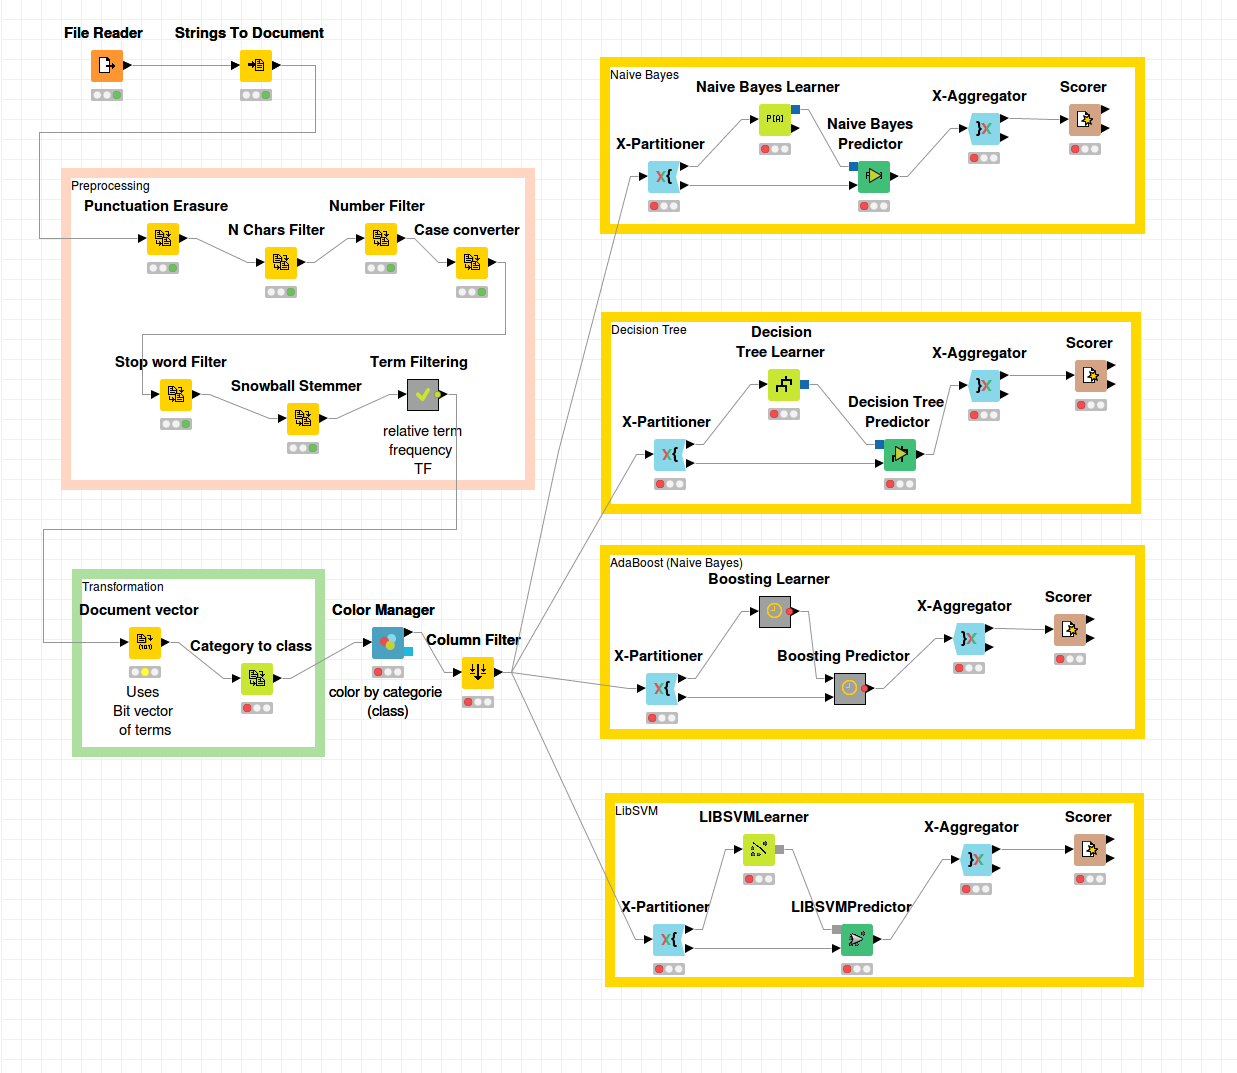 File Reader
Strings To Document
Preprocessing
Punctuation Erasure
N Chars Filter
Number Filter
Case converter
Stop word Filter
Snowball Stemmer
Term Filtering
relative term
frequency
TF
Transformation
Document vector
Uses
Bit vector
of terms
Category to class
Color Manager
color by categorie
(class)
Column Filter
Naive Bayes
X-Partitioner
Naive Bayes Learner
P(A)
Naive Bayes
Predictor
X-Aggregator
Scorer
Decision Tree
X-Partitioner
Decision
Tree Learner
Decision Tree
Predictor
X-Aggregator
Scorer
AdaBoost (Naive Bayes)
X-Partitioner
Boosting Learner
Boosting Predictor
X-Aggregator
Scorer
LibSVM
X-Partitioner
LIBSVMLearner
LIBSVMPredictor
X-Aggregator
Scorer